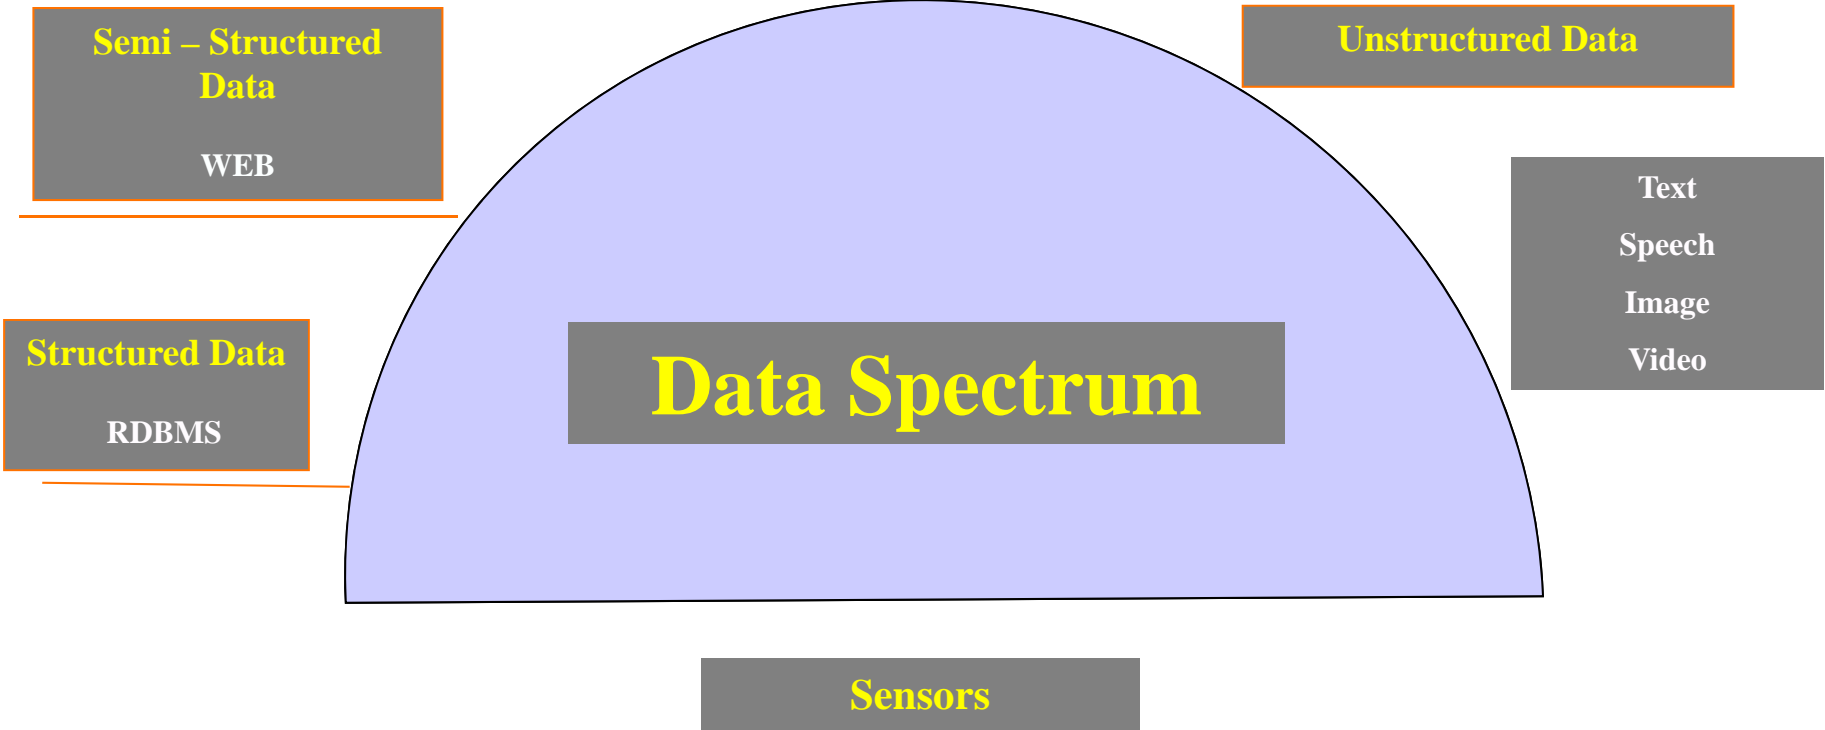 Semi – Structured
Data
WEB
Unstructured Data
Text
Speech
Image
Video
Structured Data
RDBMS
Data Spectrum
Sensors